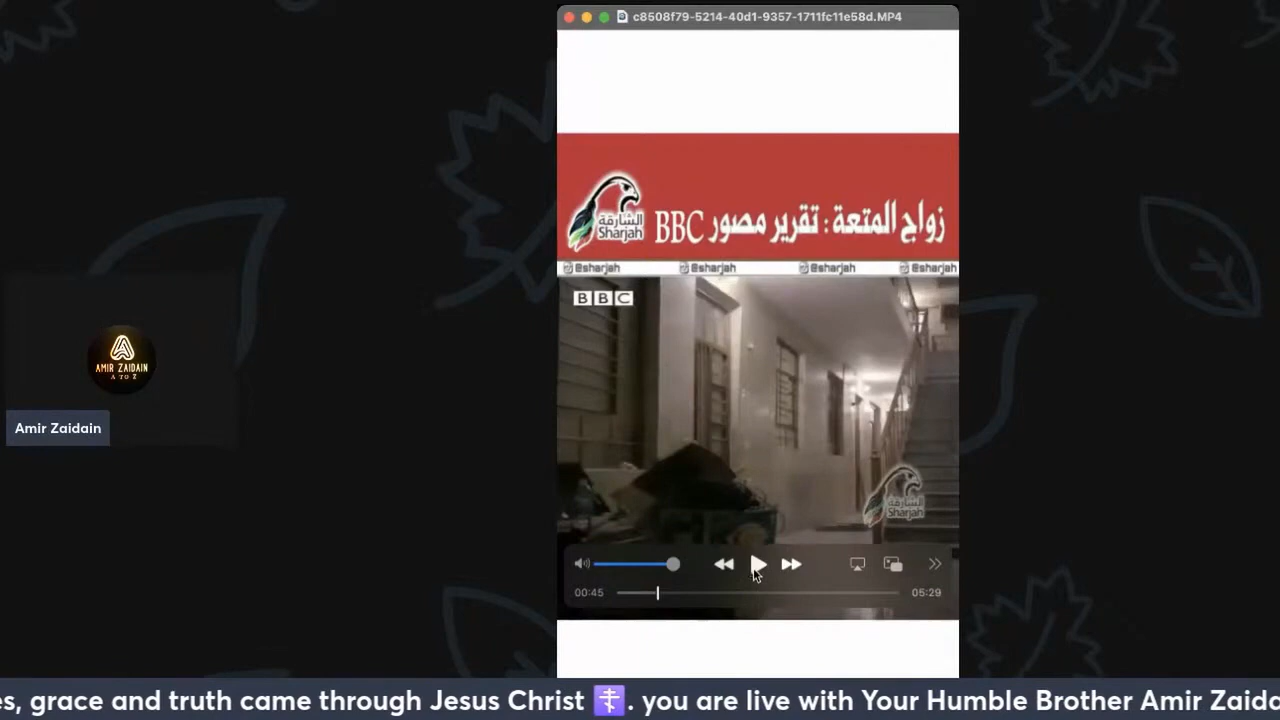 c8508f79-5214-40d1-9357-1711fc11e58d.MP4
زواج المتعة : تقرير مصور BBC
الشارقة
Sharjah
@sharjah @sharjah @sharjah @sharjah
BBC
AMIR ZAIDAIN
A TO Z
Amir Zaidain
الشارقة
Sharjah
00:45
05:29
es, grace and truth came through Jesus Christ ☦️. you are live with Your Humble Brother Amir Zaida